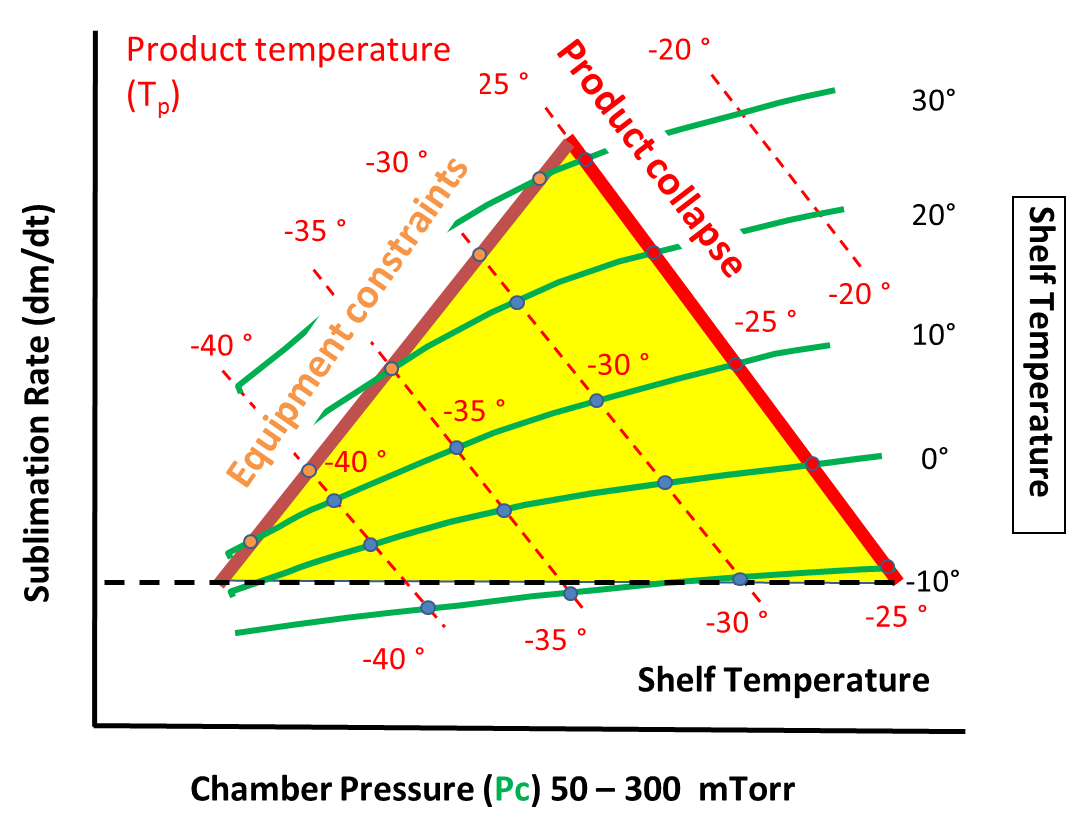 Product temperature
(Tp)
-20 °
25 °
Product collapse
30°
-30 °
Equipment constraints
20°
-35 °
-20 °
-25 °
10°
-40 °
-30 °
-35 °
-40 °
0°
-10°
-25 °
-30 °
-35 °
-40 °
Shelf Temperature
Shelf Temperature
Sublimation Rate (dm/dt)
Chamber Pressure (Pc) 50 – 300 mTorr